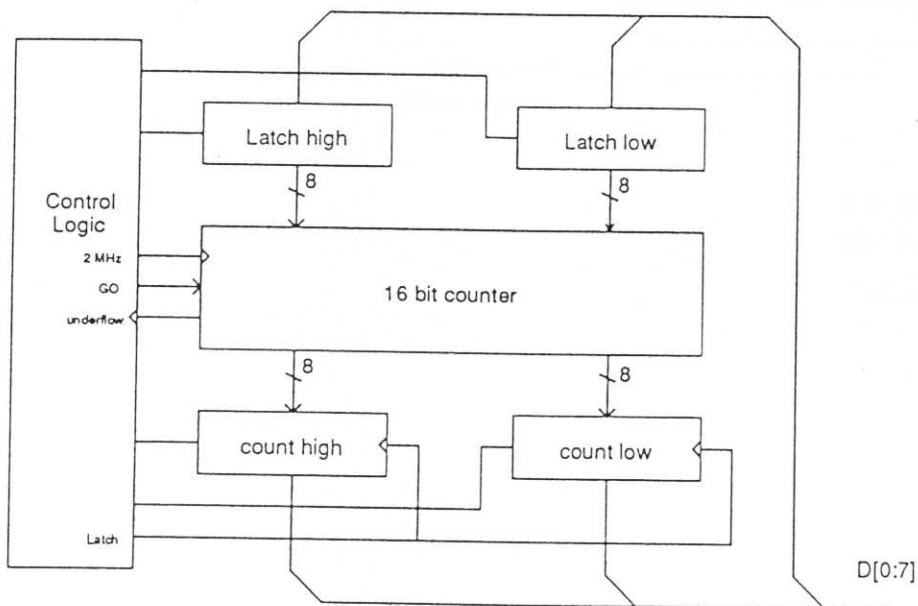 Latch high
Latch low
8
8
Control
Logic
2 MHz
GO
underflow
16 bit counter
8
8
count high
count low
Latch
D[0:7]